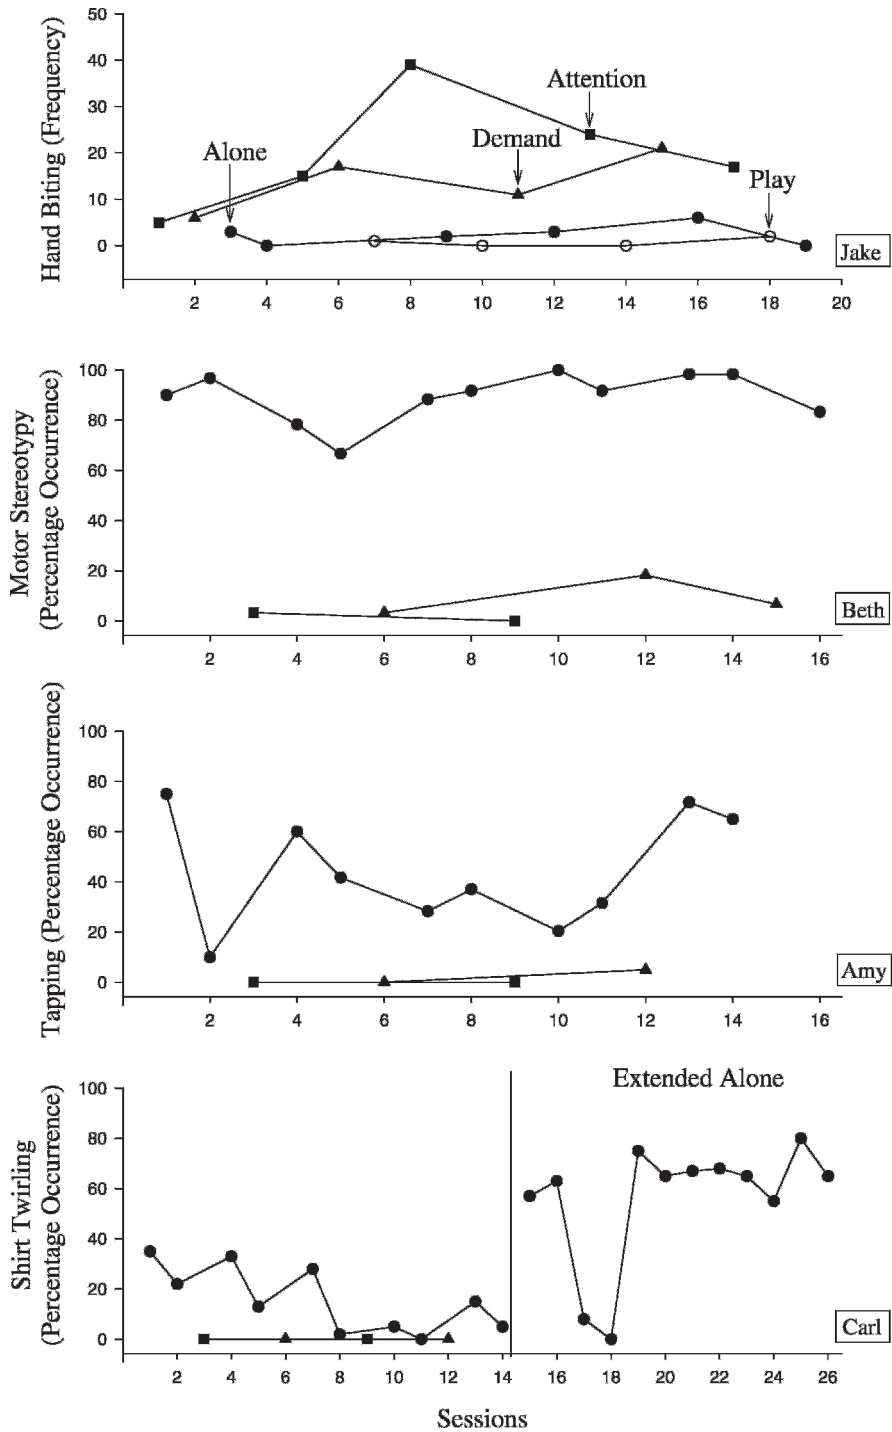 50
40
30
20
10
0
Hand Biting (Frequency)
Alone
Demand
Attention
Play
Jake
2 4 6 8 10 12 14 16 18 20
100
80
60
40
20
0
Motor Stereotypy
(Percentage Occurrence)
Beth
2 4 6 8 10 12 14 16
100
80
60
40
20
0
Tapping (Percentage Occurrence)
Amy
2 4 6 8 10 12 14 16
100
80
60
40
20
0
Shirt Twirling
(Percentage Occurrence)
Extended Alone
Carl
2 4 6 8 10 12 14 16 18 20 22 24 26
Sessions